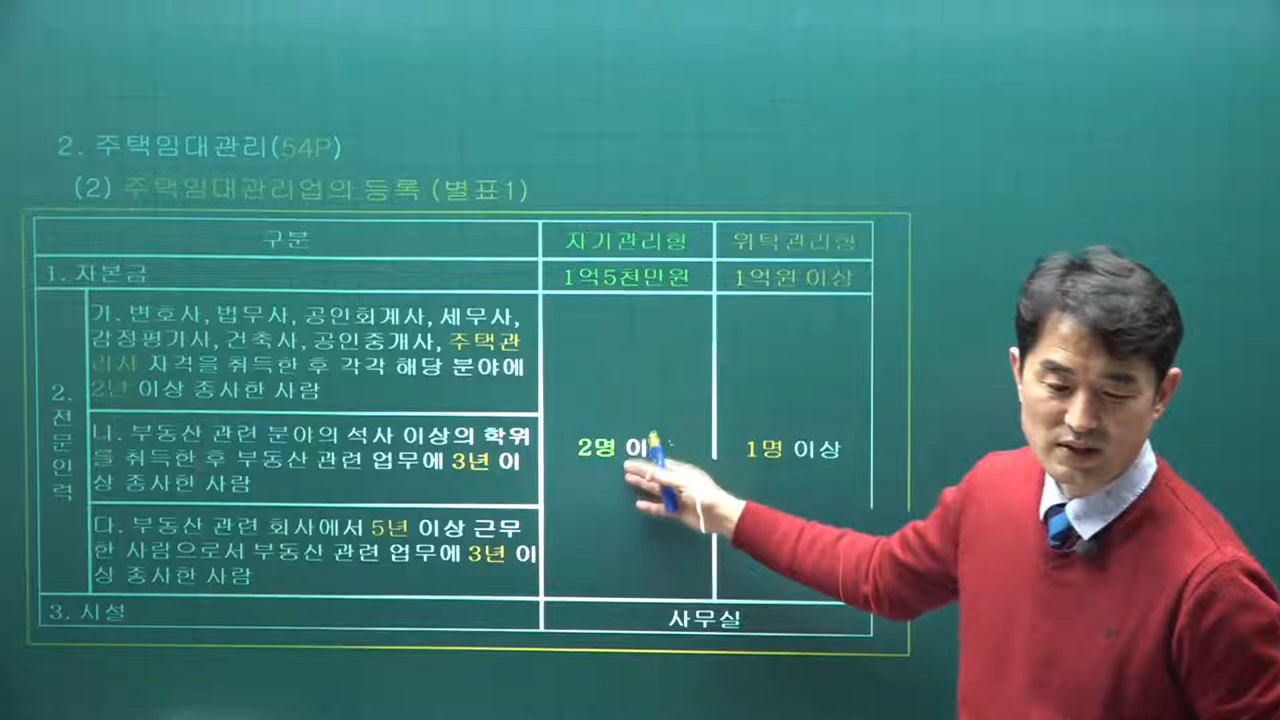 2. 주택임대관리(54P)
(2) 주택임대관리업의 등록 (별표1)
구분 자기관리형 위탁관리형
1. 자본금 1억5천만원 1억원 이상
2. 전문인력
가. 변호사, 법무사, 공인회계사, 세무사,
감정평가사, 건축사, 공인중개사, 주택관
리사 자격을 취득한 후 각각 해당 분야에
2년 이상 종사한 사람
나. 부동산 관련 분야의 석사 이상의 학위
를 취득한 후 부동산 관련 업무에 3년 이
상 종사한 사람
다. 부동산 관련 회사에서 5년 이상 근무
한 사람으로서 부동산 관련 업무에 3년 이
상 종사한 사람
2명 이
1명 이상
3. 시설 사무실